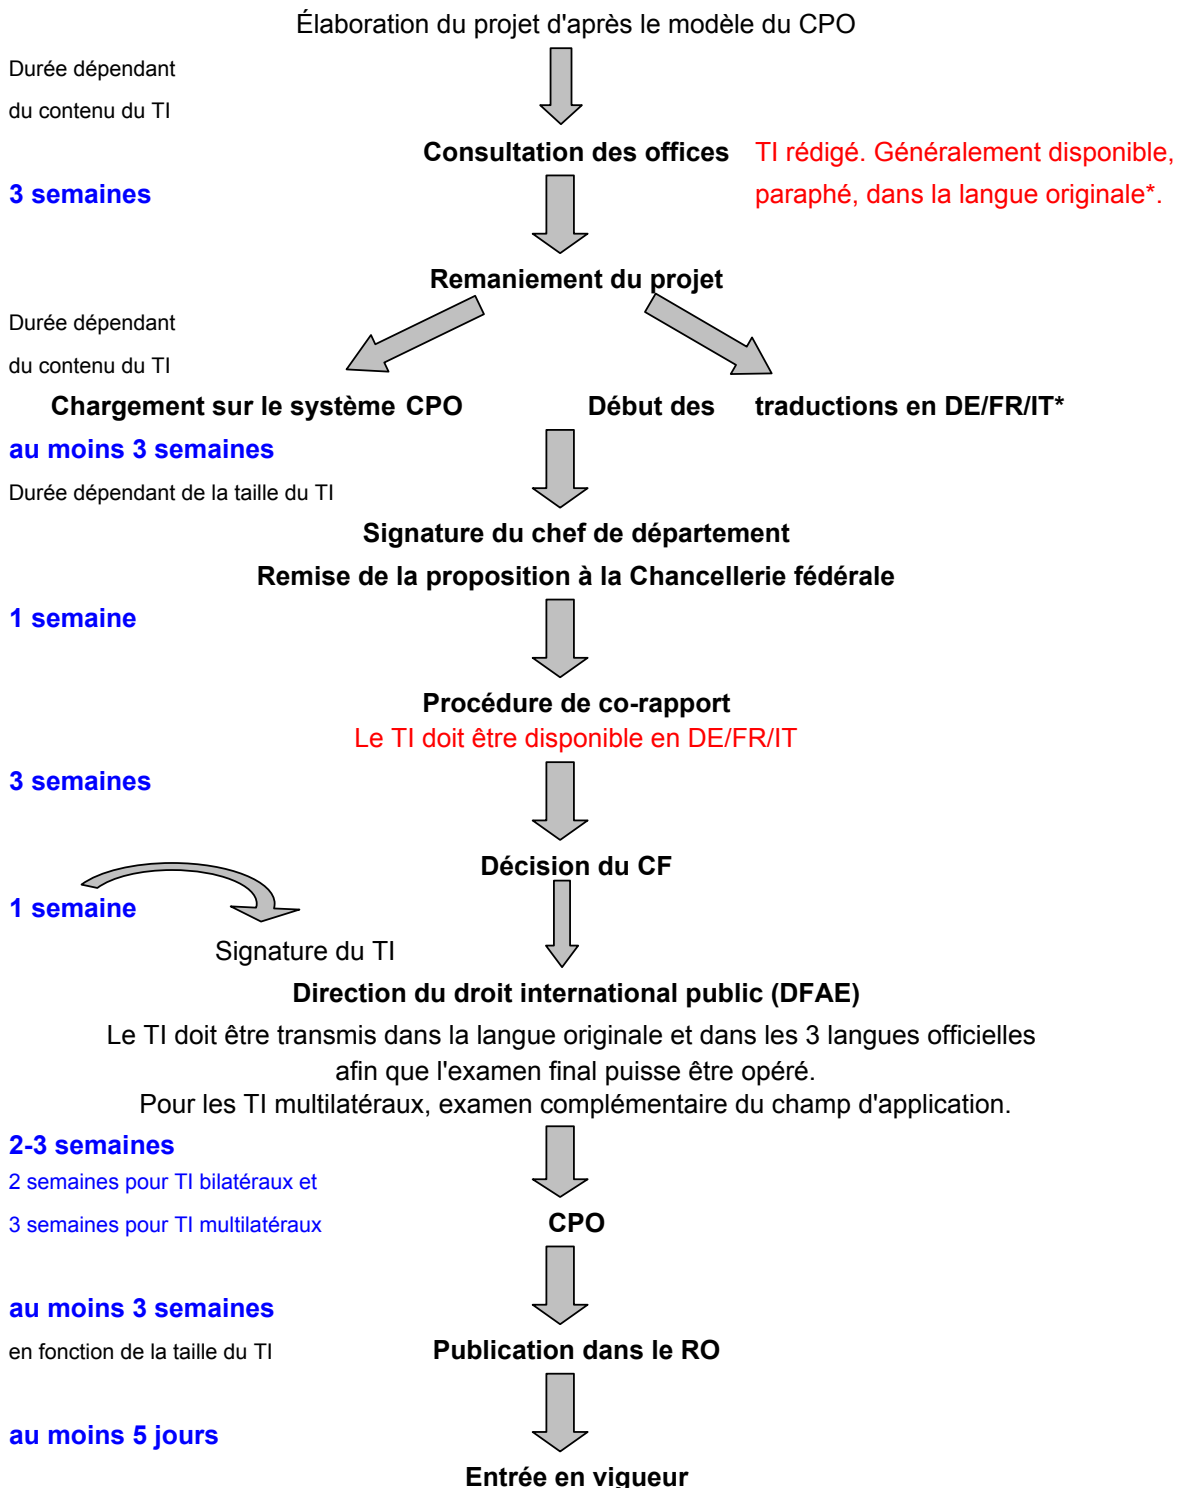 Élaboration du projet d'après le modèle du CPO
Durée dépendant
du contenu du TI
Consultation des offices TI rédigé. Généralement disponible,
3 semaines paraphé, dans la langue originale*.
Remaniement du projet
Durée dépendant
du contenu du TI
Chargement sur le système CPO Début des traductions en DE/FR/IT*
au moins 3 semaines
Durée dépendant de la taille du TI
Signature du chef de département
Remise de la proposition à la Chancellerie fédérale
1 semaine
Procédure de co-rapport
Le TI doit être disponible en DE/FR/IT
3 semaines
Décision du CF
1 semaine
Signature du TI
Direction du droit international public (DFAE)
Le TI doit être transmis dans la langue originale et dans les 3 langues officielles
afin que l'examen final puisse être opéré.
Pour les TI multilatéraux, examen complémentaire du champ d'application.
2-3 semaines
2 semaines pour TI bilatéraux et
3 semaines pour TI multilatéraux CPO
au moins 3 semaines
en fonction de la taille du TI Publication dans le RO
au moins 5 jours
Entrée en vigueur